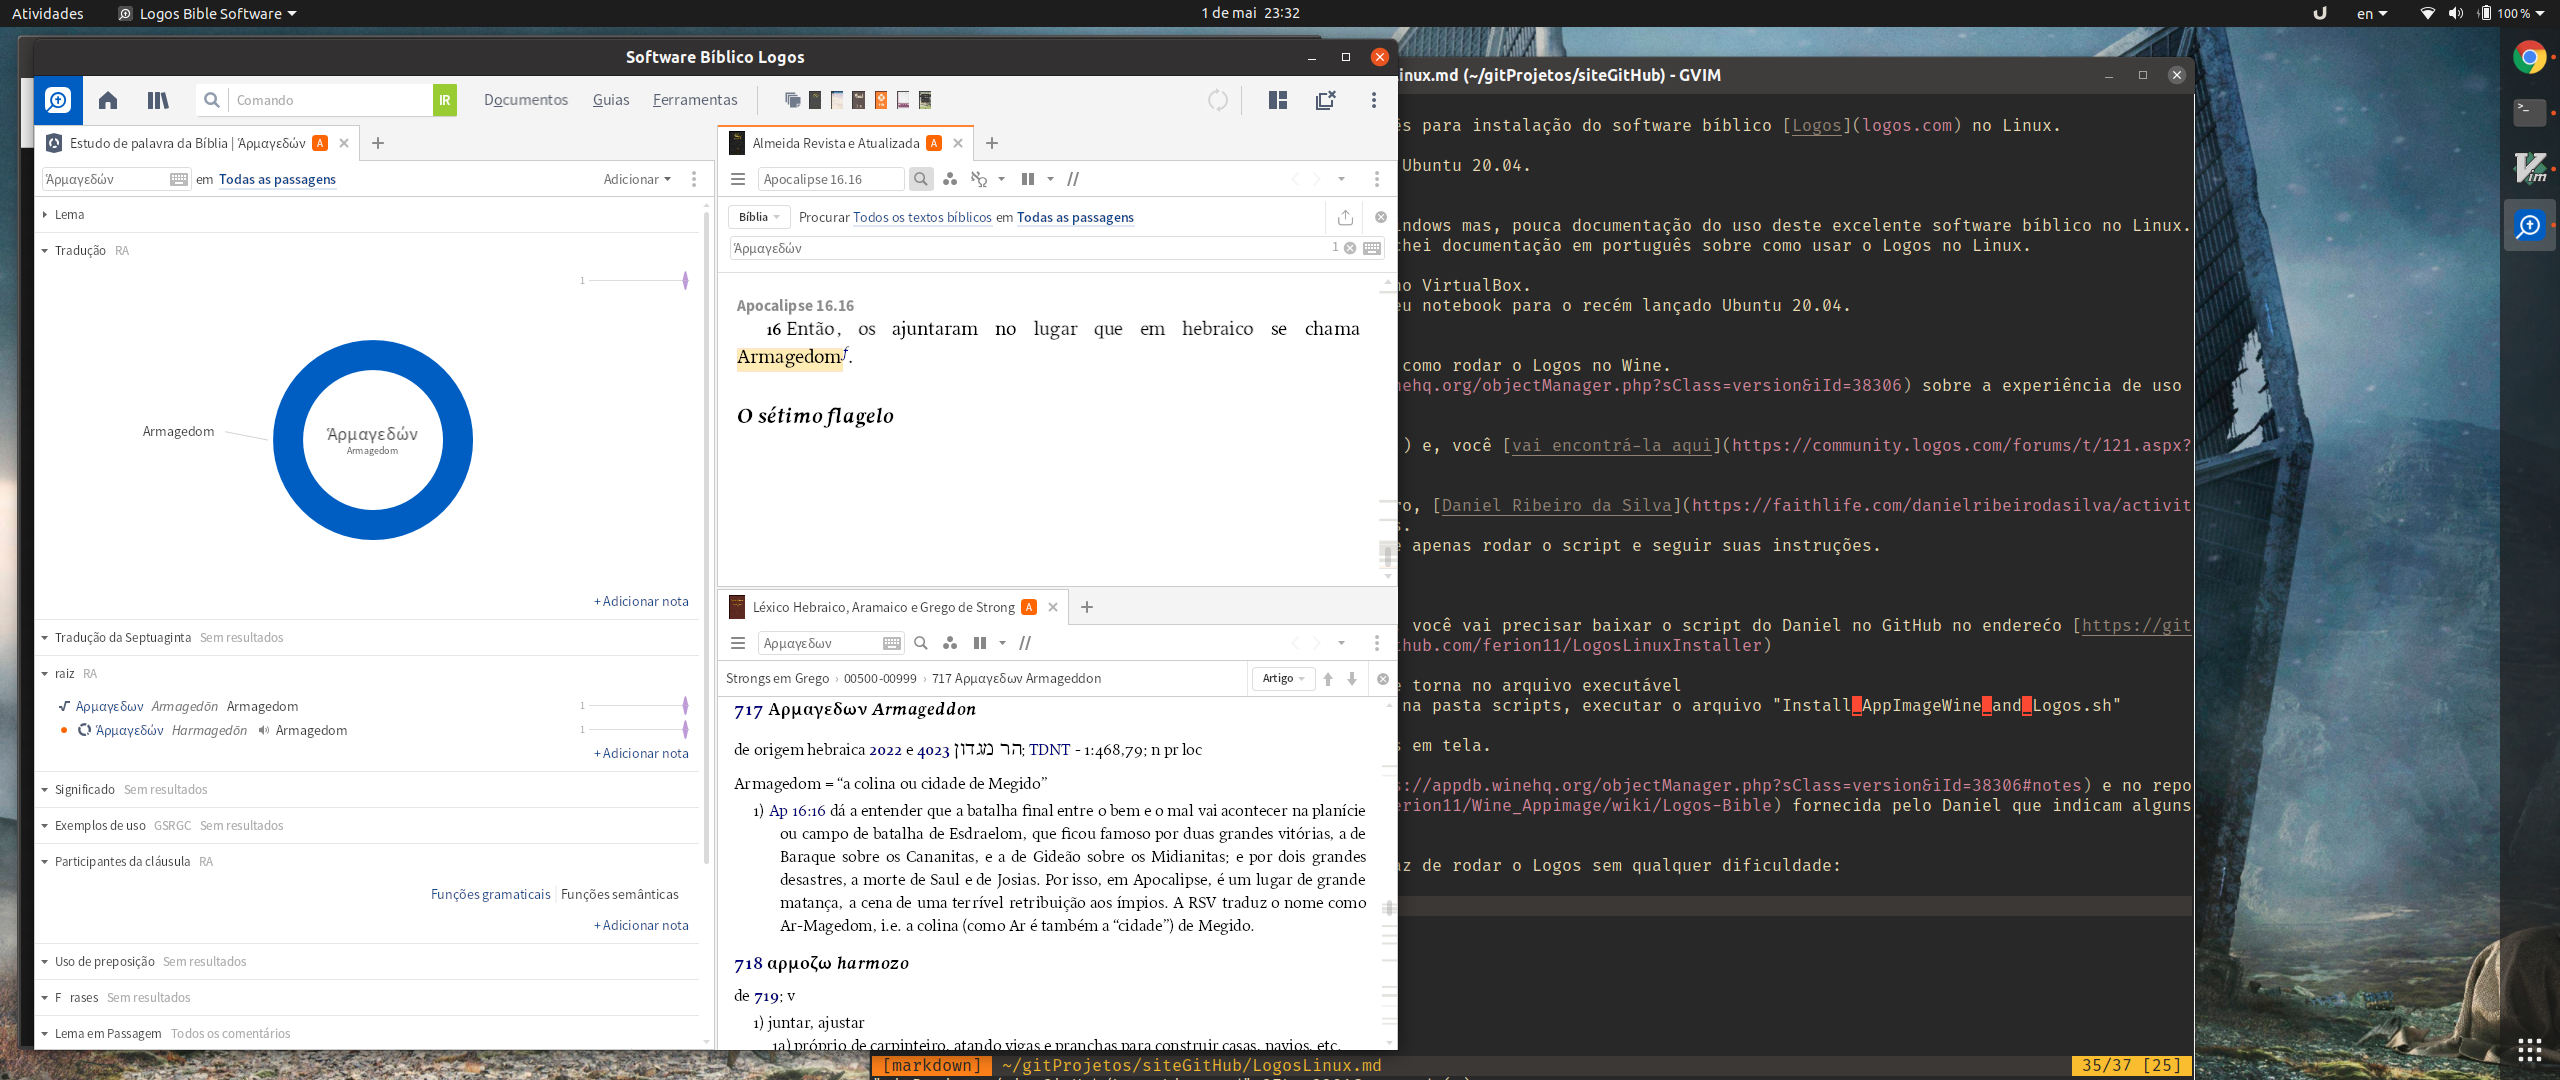 Atividades
Logos Bible Software
1 de mai 23:32
en
100 %
Software Bíblico Logos
Comando
IR
Documentos
Guias
Ferramentas
Estudo de palavra da Bíblia | Ἁρμαγεδών A
Ἁρμαγεδών em Todas as passagens
Adicionar
Lema
Tradução RA
1
Armagedom
Ἁρμαγεδών
Armagedom
+ Adicionar nota
Tradução da Septuaginta Sem resultados
raiz RA
Αρμαγεδων Armagedōn Armagedom 1
Ἁρμαγεδών Harmagedōn Armagedom 1
+ Adicionar nota
Significado Sem resultados
Exemplos de uso GSRGC Sem resultados
Participantes da cláusula RA
Funções gramaticais Funções semânticas
+ Adicionar nota
Uso de preposição Sem resultados
F rases Sem resultados
Lema em Passagem Todos os comentários
Almeida Revista e Atualizada A
Apocalipse 16.16
Bíblia Procurar Todos os textos bíblicos em Todas as passagens
Ἁρμαγεδών 1
Apocalipse 16.16
16 Então, os ajuntaram no lugar que em hebraico se chama
Armagedom f.
O sétimo flagelo
Léxico Hebraico, Aramaico e Grego de Strong A
Αρμαγεδων
Strongs em Grego › 00500-00999 › 717 Αρμαγεδων Armageddon
Artigo
717 Αρμαγεδων Armageddon
de origem hebraica 2022 e 4023 הר מגדון; TDNT - 1:468,79; n pr loc
Armagedom = “a colina ou cidade de Megido”
1) Ap 16:16 dá a entender que a batalha final entre o bem e o mal vai acontecer na planície
ou campo de batalha de Esdraelom, que ficou famoso por duas grandes vitórias, a de
Baraque sobre os Cananitas, e a de Gideão sobre os Midianitas; e por dois grandes
desastres, a morte de Saul e de Josias. Por isso, em Apocalipse, é um lugar de grande
matança, a cena de uma terrível retribuição aos ímpios. A RSV traduz o nome como
Ar-Magedom, i.e. a colina (como Ar é também a “cidade”) de Megido.
718 αρμοζω harmozo
de 719; v
1) juntar, ajustar
1a) próprio de carpinteiro, atando vigas e pranchas para construir casas, navios, etc.
inux.md (~/gitProjetos/siteGitHub) - GVIM
s para instalação do software bíblico [Logos](logos.com) no Linux.
Ubuntu 20.04.
ndows mas, pouca documentação do uso deste excelente software bíblico no Linux.
hei documentação em português sobre como usar o Logos no Linux.
no VirtualBox.
u notebook para o recém lançado Ubuntu 20.04.
como rodar o Logos no Wine.
nehq.org/objectManager.php?sClass=version&iId=38306) sobre a experiência de uso
) e, você [vai encontrá-la aqui](https://community.logos.com/forums/t/121.aspx?
o, [Daniel Ribeiro da Silva](https://faithlife.com/danielribeirodasilva/activit
s.
e apenas rodar o script e seguir suas instruções.
você vai precisar baixar o script do Daniel no GitHub no enderećo [https://git
hub.com/ferion11/LogosLinuxInstaller)
e torna no arquivo executável
na pasta scripts, executar o arquivo "Install_AppImageWine_and_Logos.sh"
s em tela.
s://appdb.winehq.org/objectManager.php?sClass=version&iId=38306#notes) e no repo
erion11/Wine_Appimage/wiki/Logos-Bible) fornecida pelo Daniel que indicam alguns
az de rodar o Logos sem qualquer dificuldade:
[markdown] ~/gitProjetos/siteGitHub/LogosLinux.md 35/37 [25]